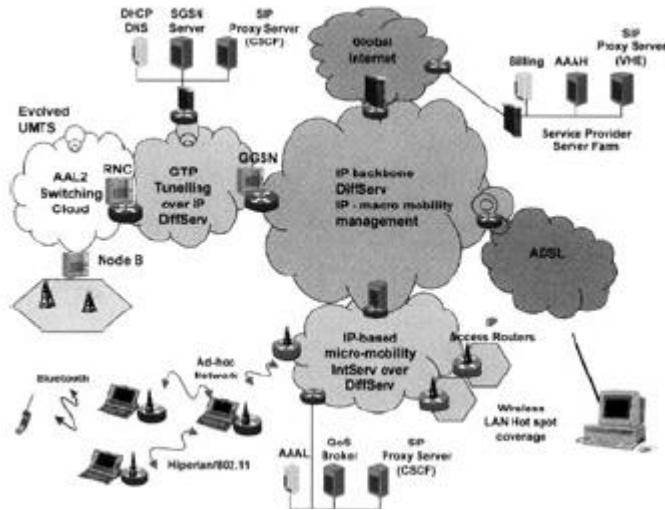 DHCP
DNS
SGSN
Server
SIP
Proxy Server
(CSCF)
Global
Internet
SIP
Proxy Server
(VHE)
Billing
AAAH
Service Provider
Server Farm
Evolved
UMTS
AAL2
Switching
Cloud
RNC
GTP
Tunelling
over IP
DiffServ
GGSN
IP backbone
DiffServ
IP - macro mobility
management
Node B
ADSL
IP
Access Routers
IP-based
micro-mobility
IntServ over
DiffServ
Ad-hoc
Network
Bluetooth
Hiperlan/802.11
Wireless
LAN Hot spot
coverage
AAAL
QoS
Broker
SIP
Proxy Server
(CSCF)